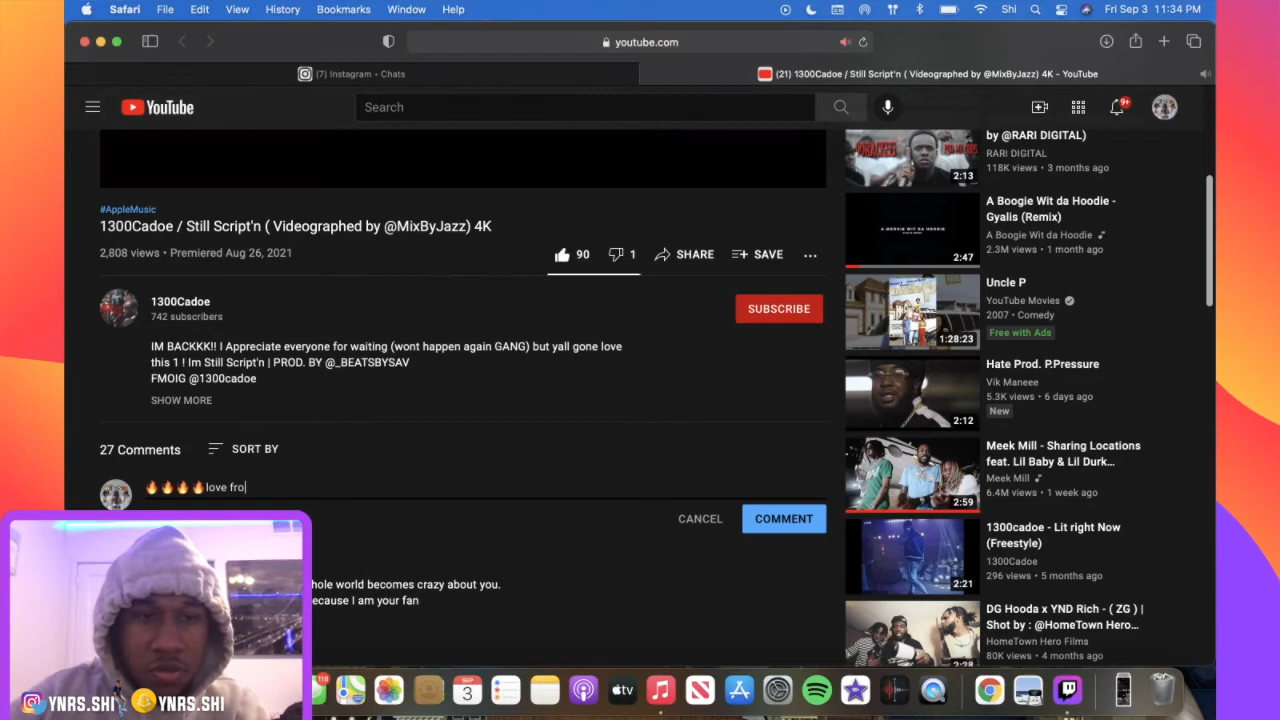 Safari File Edit View History Bookmarks Window Help
Shi Fri Sep 3 11:34 PM
youtube.com
(7) Instagram • Chats
(21) 1300Cadoe / Still Script'n ( Videographed by @MixByJazz) 4K - YouTube
YouTube
Search
9+
#AppleMusic
1300Cadoe / Still Script'n ( Videographed by @MixByJazz) 4K
2,808 views • Premiered Aug 26, 2021
90 1 SHARE SAVE
1300Cadoe
742 subscribers
SUBSCRIBE
IM BACKKK!! I Appreciate everyone for waiting (wont happen again GANG) but yall gone love
this 1 ! Im Still Script'n | PROD. BY @_BEATSBYSAV
FMOIG @1300cadoe
SHOW MORE
27 Comments SORT BY
🔥🔥🔥🔥love fro
CANCEL COMMENT
hole world becomes crazy about you.
ecause I am your fan
by @RARI DIGITAL)
RARI DIGITAL
118K views • 3 months ago
2:13
A Boogie Wit da Hoodie -
Gyalis (Remix)
A Boogie Wit da Hoodie
2.3M views • 1 month ago
2:47
Uncle P
YouTube Movies
2007 • Comedy
Free with Ads
1:28:23
Hate Prod. P.Pressure
Vik Maneee
5.3K views • 6 days ago
New
2:12
Meek Mill - Sharing Locations
feat. Lil Baby & Lil Durk...
Meek Mill
6.4M views • 1 week ago
2:59
1300cadoe - Lit right Now
(Freestyle)
1300Cadoe
296 views • 5 months ago
2:21
DG Hooda x YND Rich - ( ZG ) |
Shot by : @HomeTown Hero...
HomeTown Hero Films
80K views • 4 months ago
2:28
YNRS.SHI YNRS.SHI
118
SEP
3
tv